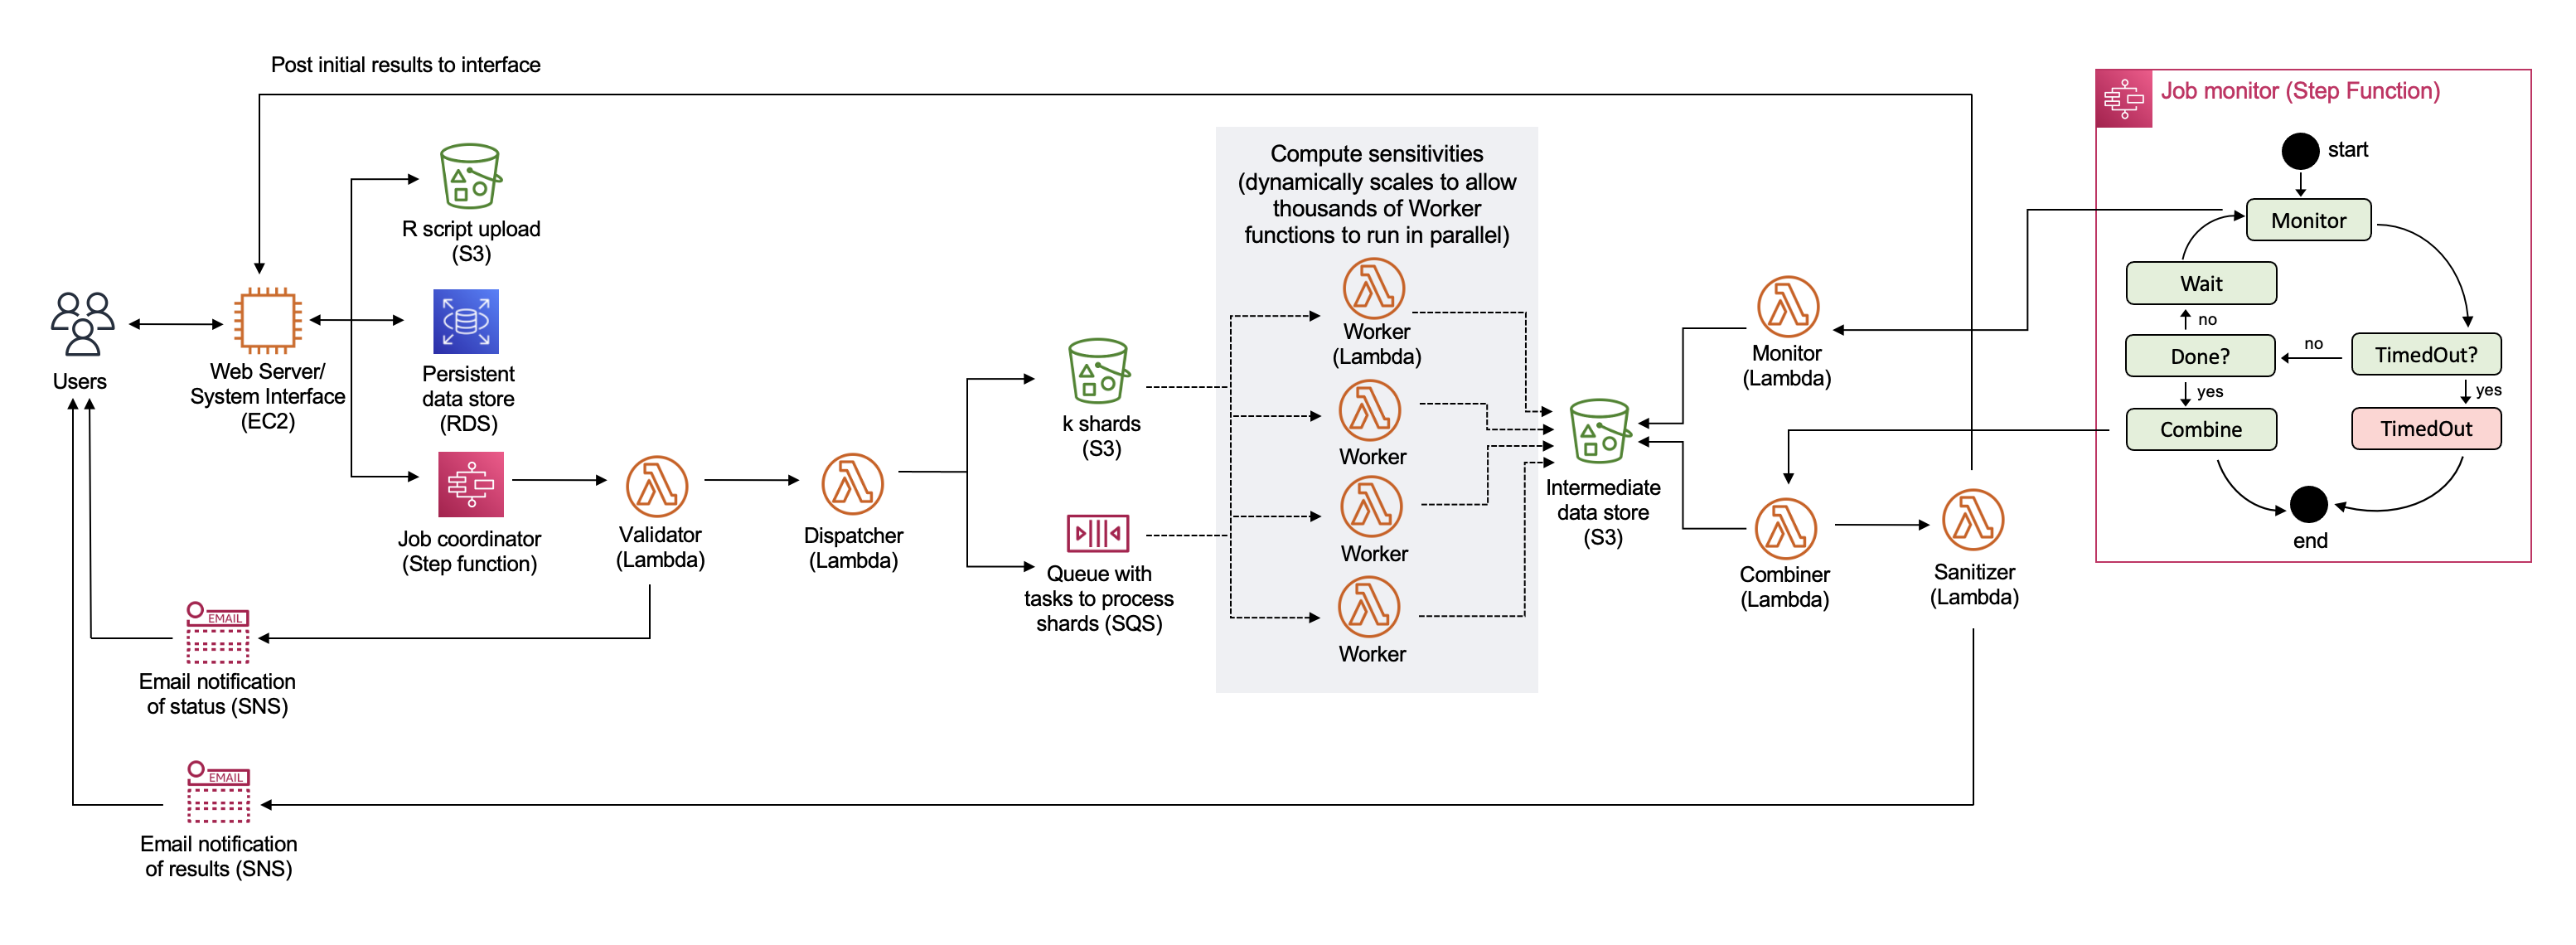 Post initial results to interface
Job monitor (Step Function)
start
Monitor
Wait
no
Done?
no
TimedOut?
yes
yes
Combine
TimedOut
end
R script upload
(S3)
Users
Web Server/
System Interface
(EC2)
Persistent
data store
(RDS)
Job coordinator
(Step function)
Validator
(Lambda)
Dispatcher
(Lambda)
k shards
(S3)
Queue with
tasks to process
shards (SQS)
Compute sensitivities
(dynamically scales to allow
thousands of Worker
functions to run in parallel)
Worker
(Lambda)
Worker
Worker
Worker
Intermediate
data store
(S3)
Monitor
(Lambda)
Combiner
(Lambda)
Sanitizer
(Lambda)
EMAIL
Email notification
of status (SNS)
EMAIL
Email notification
of results (SNS)